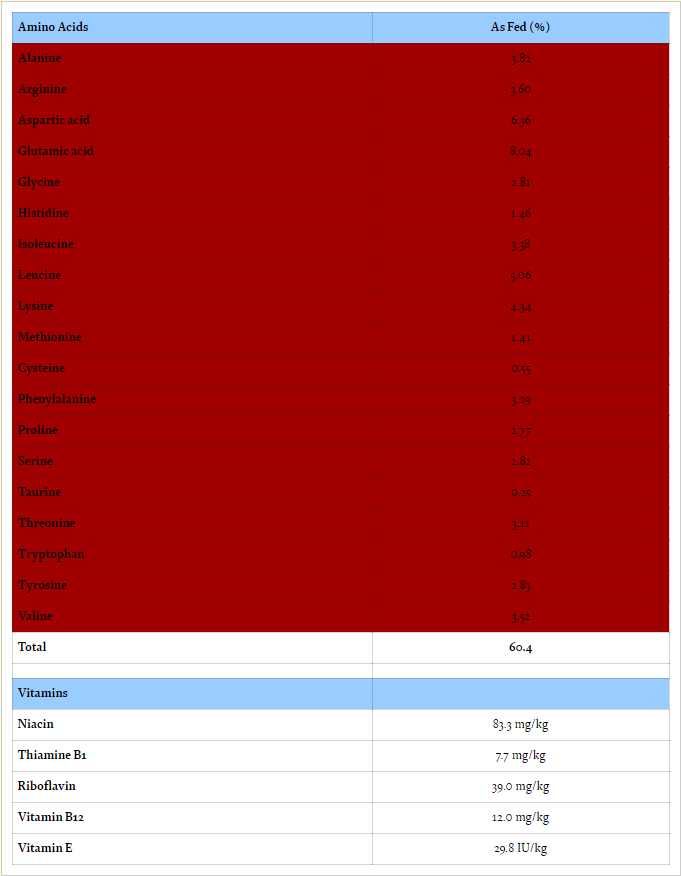 Amino Acids As Fed (%)
Alanine 3.82
Arginine 3.60
Aspartic acid 6.36
Glutamic acid 8.04
Glycine 2.81
Histidine 1.46
Isoleucine 3.38
Leucine 5.06
Lysine 4.34
Methionine 1.41
Cysteine 0.55
Phenylalanine 3.29
Proline 2.77
Serine 2.82
Taurine 0.25
Threonine 3.11
Tryptophan 0.98
Tyrosine 2.83
Valine 3.52
Total 60.4
Vitamins
Niacin 83.3 mg/kg
Thiamine B1 7.7 mg/kg
Riboflavin 39.0 mg/kg
Vitamin B12 12.0 mg/kg
Vitamin E 29.8 IU/kg